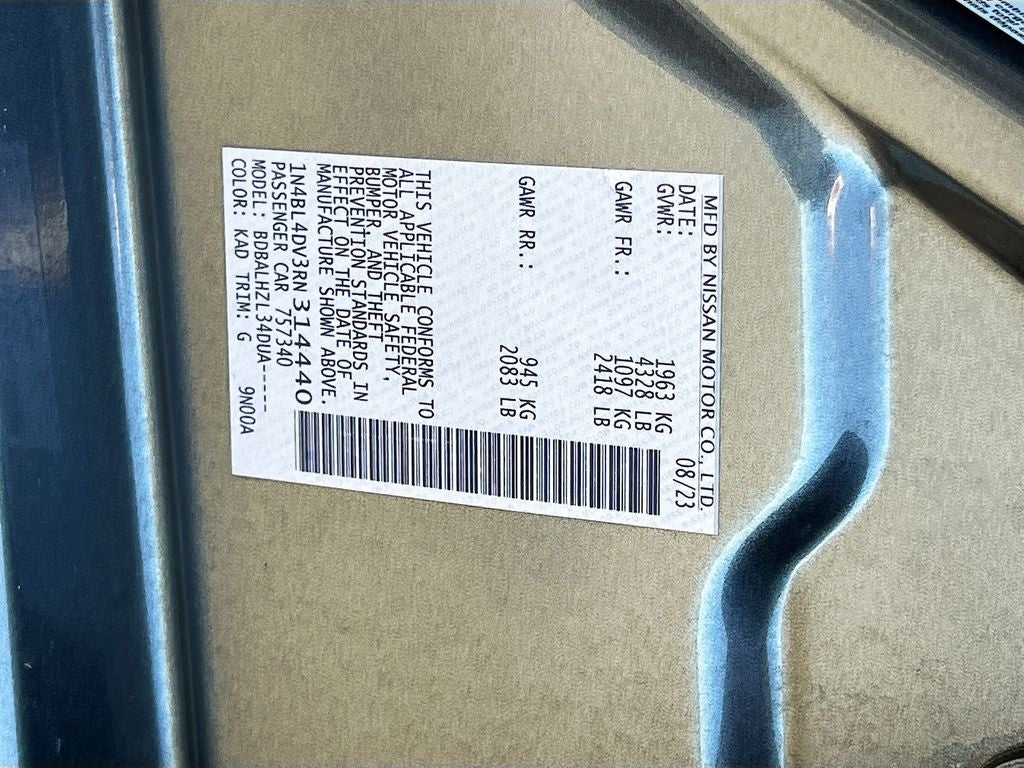 MFD BY NISSAN MOTOR CO., LTD.
DATE: 08/23
GVWR: 1963 KG
4328 LB
GAWR FR.: 1097 KG
2418 LB
GAWR RR.: 945 KG
2083 LB
THIS VEHICLE CONFORMS TO
ALL APPLICABLE FEDERAL
MOTOR VEHICLE SAFETY,
BUMPER, AND THEFT
PREVENTION STANDARDS IN
EFFECT ON THE DATE OF
MANUFACTURE SHOWN ABOVE.
1N4BL4DV3RN314440
PASSENGER CAR 757340
MODEL: BDBALHZL34DUA-----
COLOR: KAD TRIM: G 9N00A